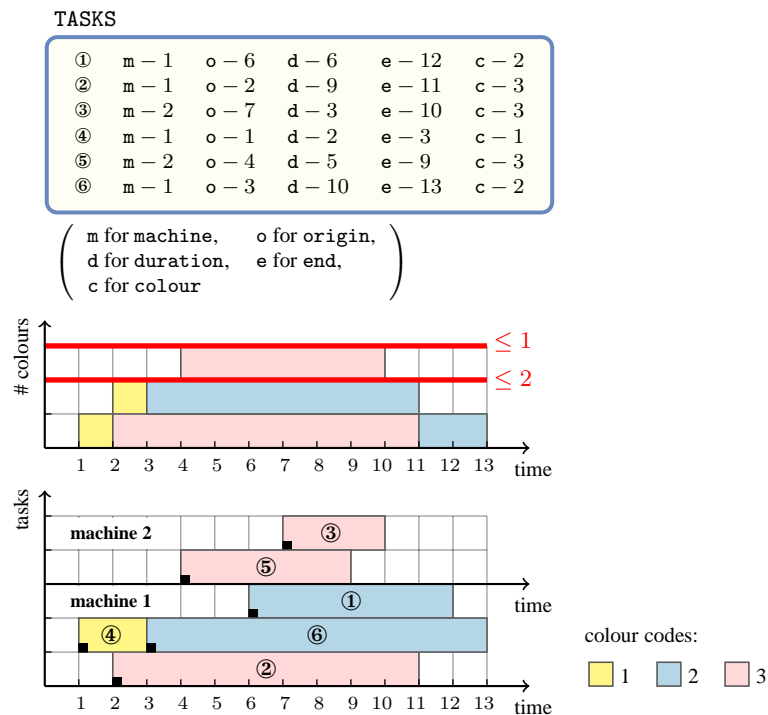 TASKS
① m − 1 o − 6 d − 6 e − 12 c − 2
② m − 1 o − 2 d − 9 e − 11 c − 3
③ m − 2 o − 7 d − 3 e − 10 c − 3
④ m − 1 o − 1 d − 2 e − 3 c − 1
⑤ m − 2 o − 4 d − 5 e − 9 c − 3
⑥ m − 1 o − 3 d − 10 e − 13 c − 2
( m for machine, o for origin,
d for duration, e for end,
c for colour )
# colours
≤ 1
≤ 2
1 2 3 4 5 6 7 8 9 10 11 12 13
time
tasks
machine 2
③
⑤
time
machine 1
①
④ ⑥
②
1 2 3 4 5 6 7 8 9 10 11 12 13
time
colour codes:
1 2 3